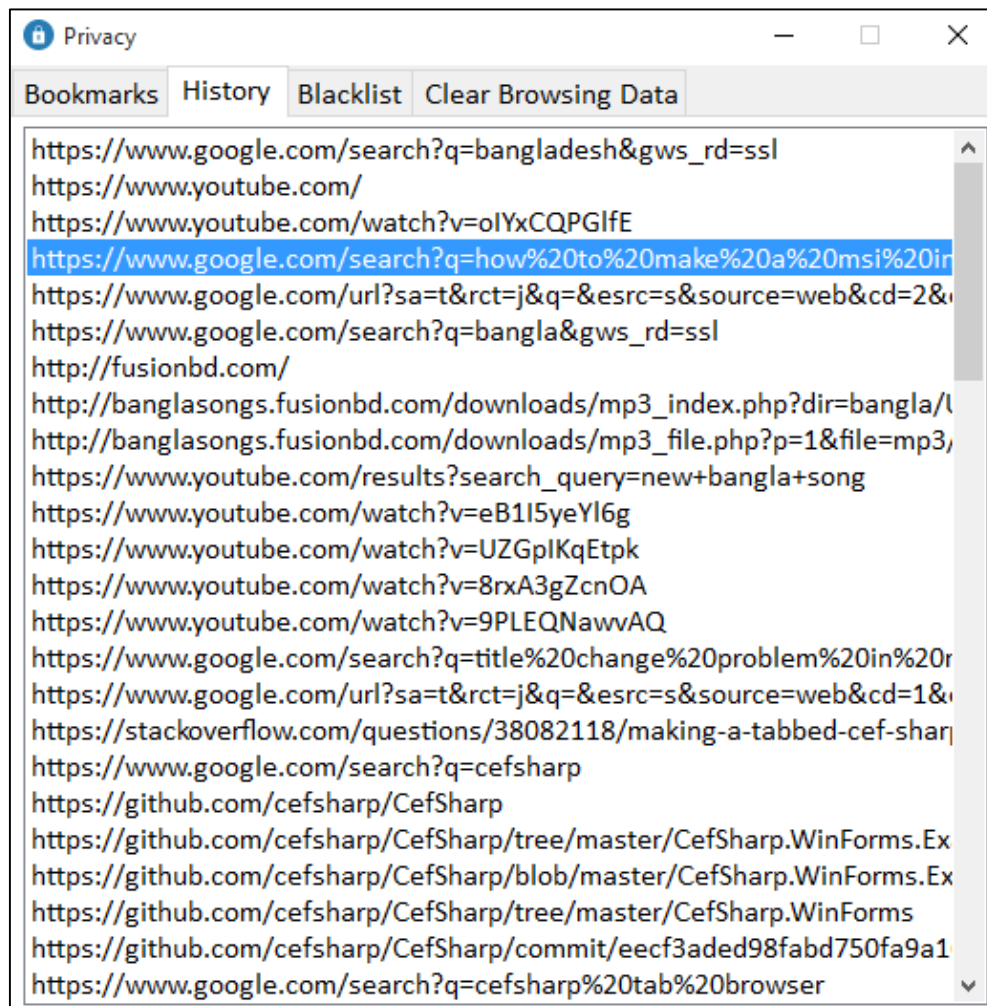 Privacy
Bookmarks History Blacklist Clear Browsing Data
https://www.google.com/search?q=bangladesh&gws_rd=ssl
https://www.youtube.com/
https://www.youtube.com/watch?v=oIYxCQPGlfE
https://www.google.com/search?q=how%20to%20make%20a%20msi%20in
https://www.google.com/url?sa=t&rct=j&q=&esrc=s&source=web&cd=2&
https://www.google.com/search?q=bangla&gws_rd=ssl
http://fusionbd.com/
http://banglasongs.fusionbd.com/downloads/mp3_index.php?dir=bangla/
http://banglasongs.fusionbd.com/downloads/mp3_file.php?p=1&file=mp3/
https://www.youtube.com/results?search_query=new+bangla+song
https://www.youtube.com/watch?v=eB1I5yeYl6g
https://www.youtube.com/watch?v=UZGpIKqEtpk
https://www.youtube.com/watch?v=8rxA3gZcnOA
https://www.youtube.com/watch?v=9PLEQNawvAQ
https://www.google.com/search?q=title%20change%20problem%20in%20
https://www.google.com/url?sa=t&rct=j&q=&esrc=s&source=web&cd=1&
https://stackoverflow.com/questions/38082118/making-a-tabbed-cef-shar
https://www.google.com/search?q=cefsharp
https://github.com/cefsharp/CefSharp
https://github.com/cefsharp/CefSharp/tree/master/CefSharp.WinForms.Ex
https://github.com/cefsharp/CefSharp/blob/master/CefSharp.WinForms.Ex
https://github.com/cefsharp/CefSharp/tree/master/CefSharp.WinForms
https://github.com/cefsharp/CefSharp/commit/eecf3aded98fabd750fa9a1
https://www.google.com/search?q=cefsharp%20tab%20browser